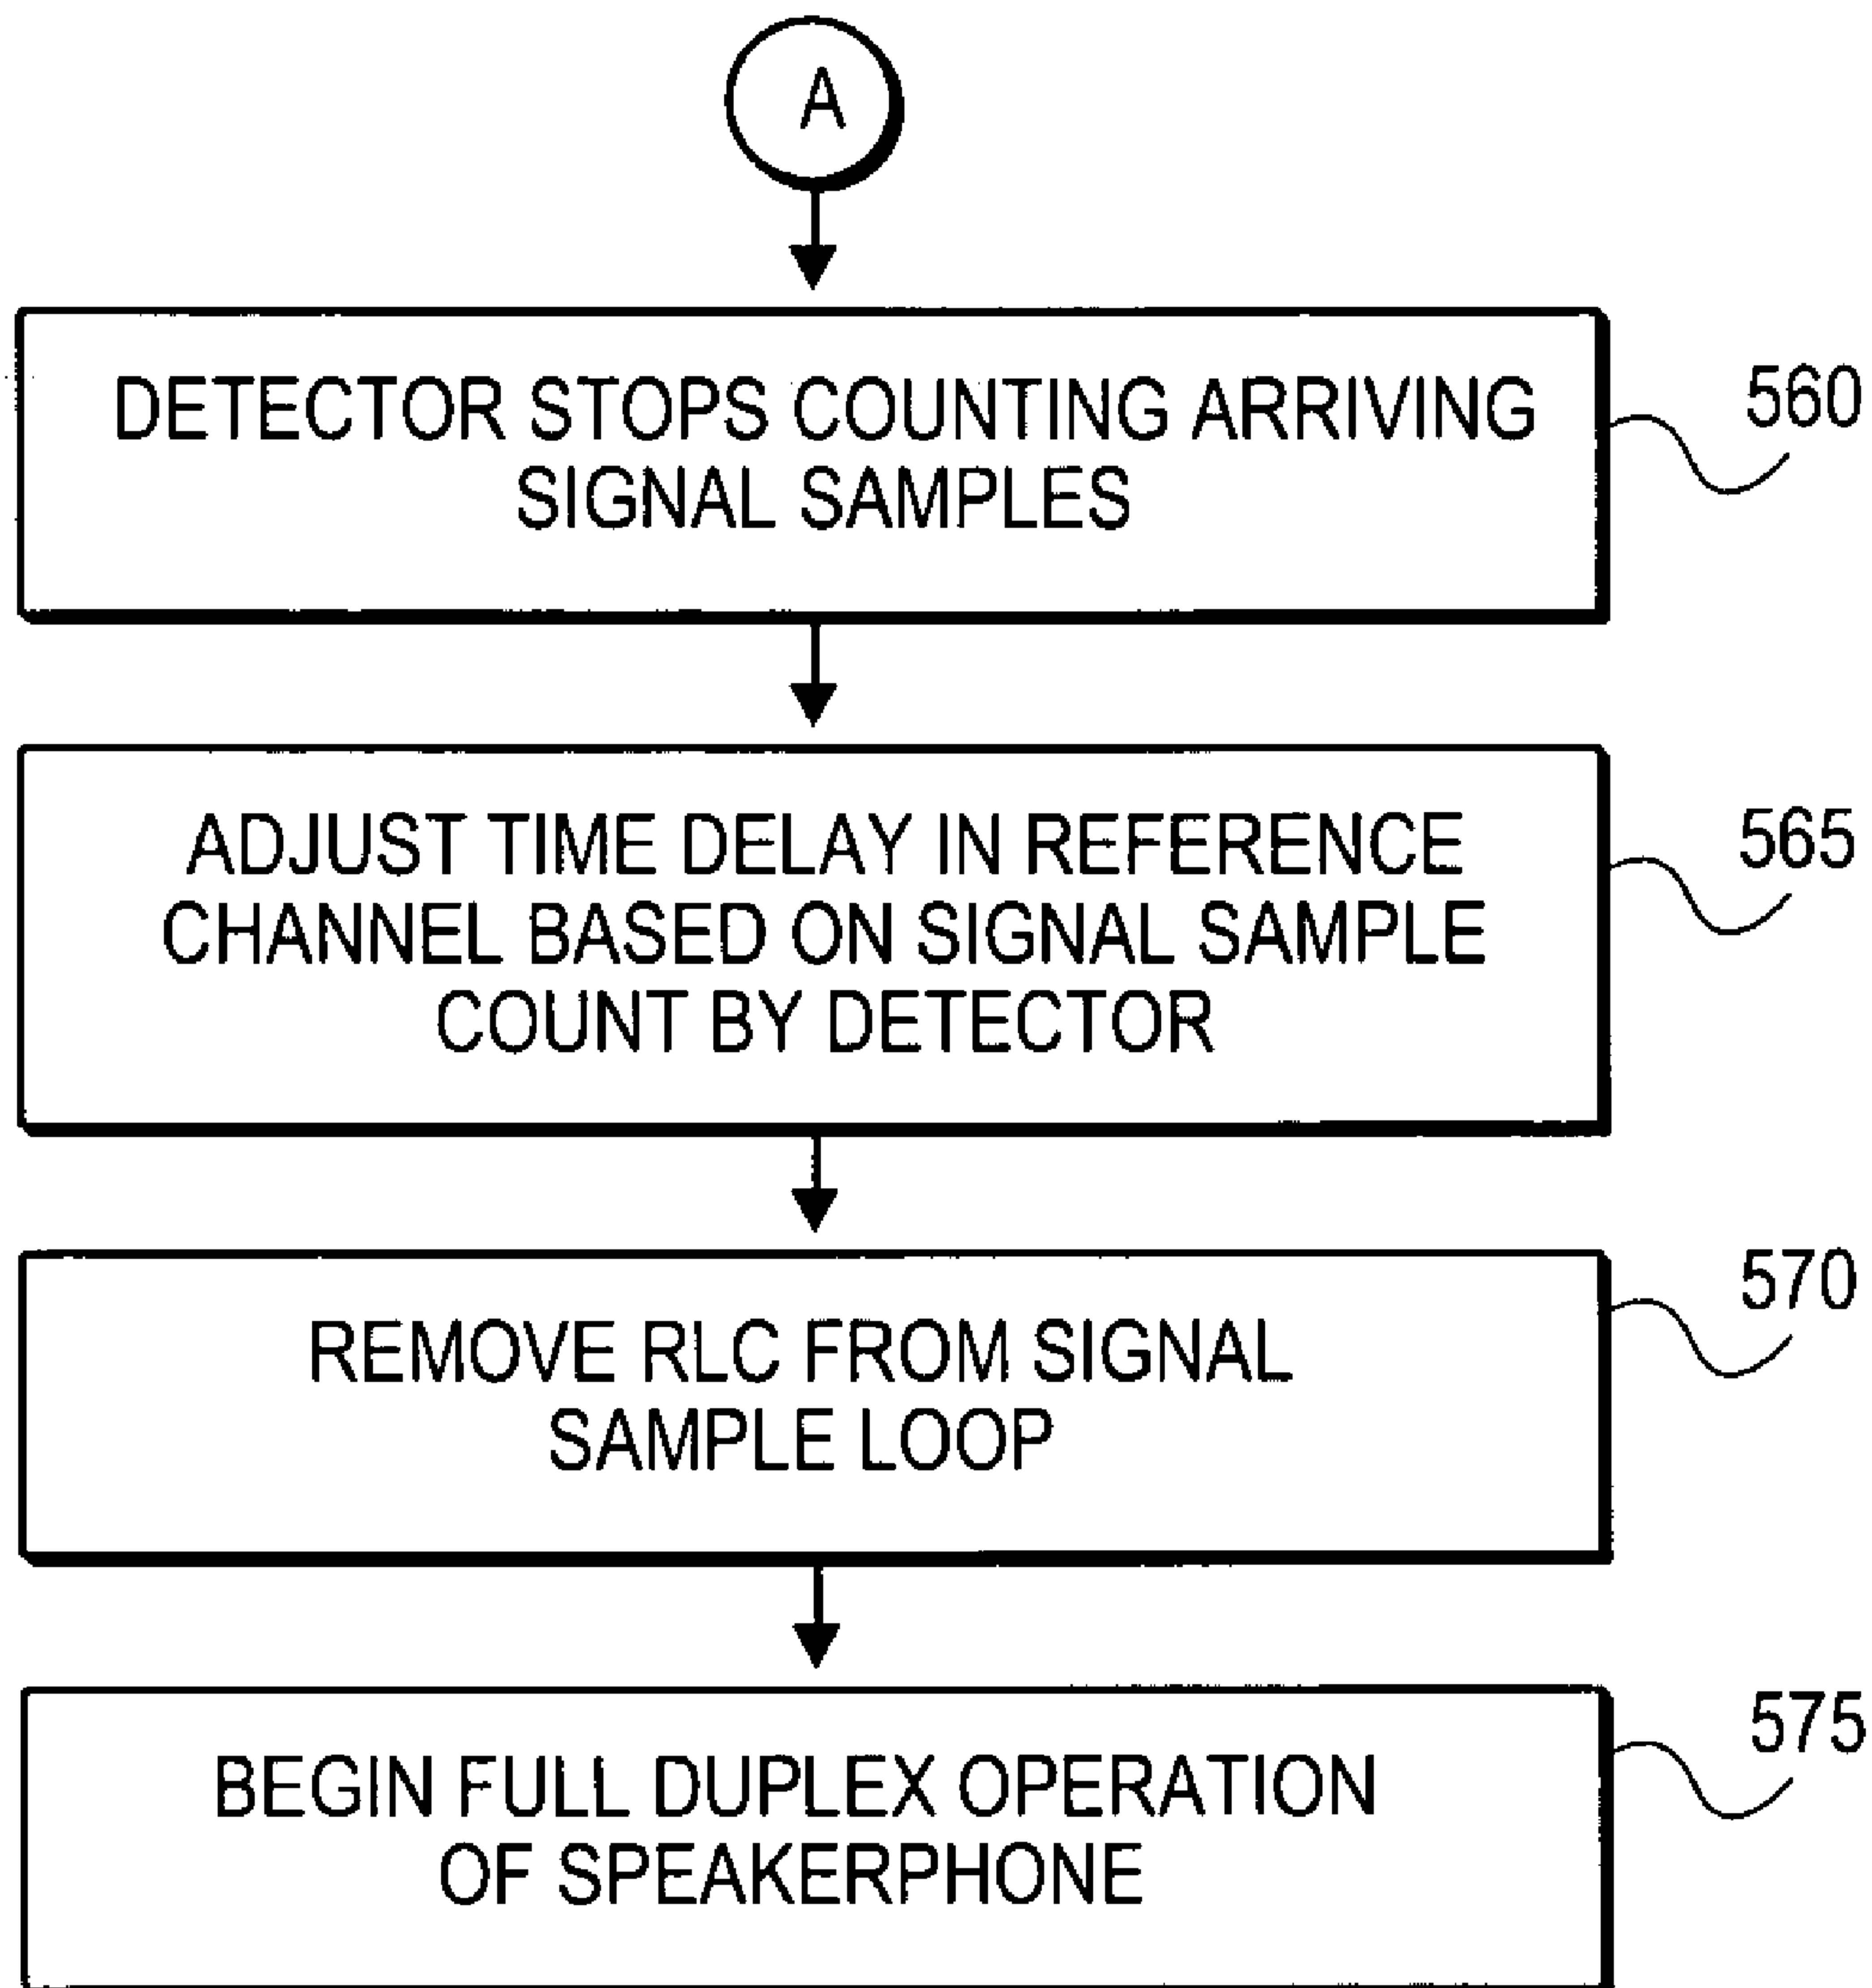 A
DETECTOR STOPS COUNTING ARRIVING
SIGNAL SAMPLES
560
ADJUST TIME DELAY IN REFERENCE
CHANNEL BASED ON SIGNAL SAMPLE
COUNT BY DETECTOR
565
REMOVE RLC FROM SIGNAL
SAMPLE LOOP
570
BEGIN FULL DUPLEX OPERATION
OF SPEAKERPHONE
575